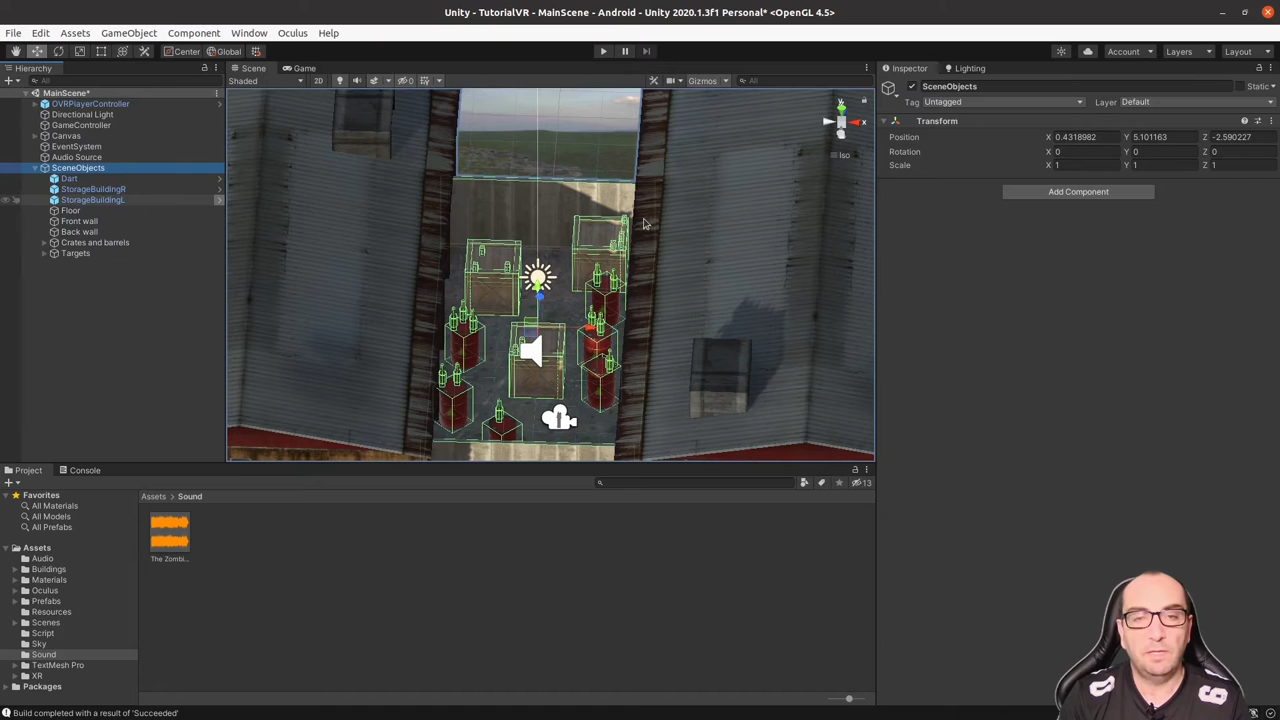 Unity - TutorialVR - MainScene - Android - Unity 2020.1.3f1 Personal* <OpenGL 4.5>
File Edit Assets GameObject Component Window Oculus Help
Center Global Account Layers Layout
Hierarchy Scene Game Inspector Lighting
All Shaded 2D 0 Gizmos All SceneObjects Static
MainScene* Tag Untagged Layer Default
OVRPlayerController
Directional Light
GameController
Canvas
EventSystem
Audio Source
SceneObjects
Dart
StorageBuildingR
StorageBuildingL
Floor
Front wall
Back wall
Crates and barrels
Targets
y
x
Iso
Transform
Position X 0.4318982 Y 5.101163 Z -2.590227
Rotation X 0 Y 0 Z 0
Scale X 1 Y 1 Z 1
Add Component
Project Console
13
Favorites
All Materials
All Models
All Prefabs
Assets
Audio
Buildings
Materials
Oculus
Prefabs
Resources
Scenes
Script
Sky
Sound
TextMesh Pro
XR
Packages
Assets > Sound
The Zombi...
Build completed with a result of 'Succeeded'